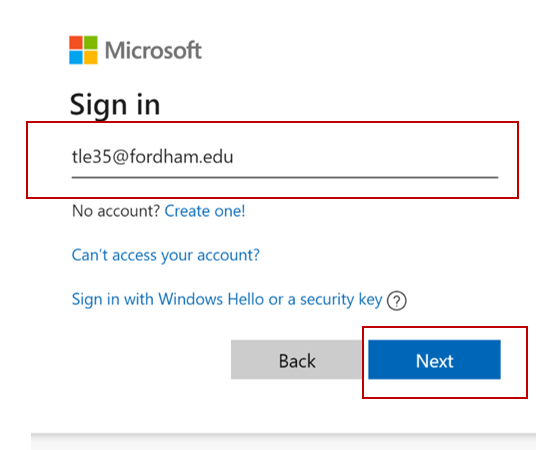 Microsoft
Sign in
tle35@fordham.edu
No account? Create one!
Can't access your account?
Sign in with Windows Hello or a security key ?
Back
Next